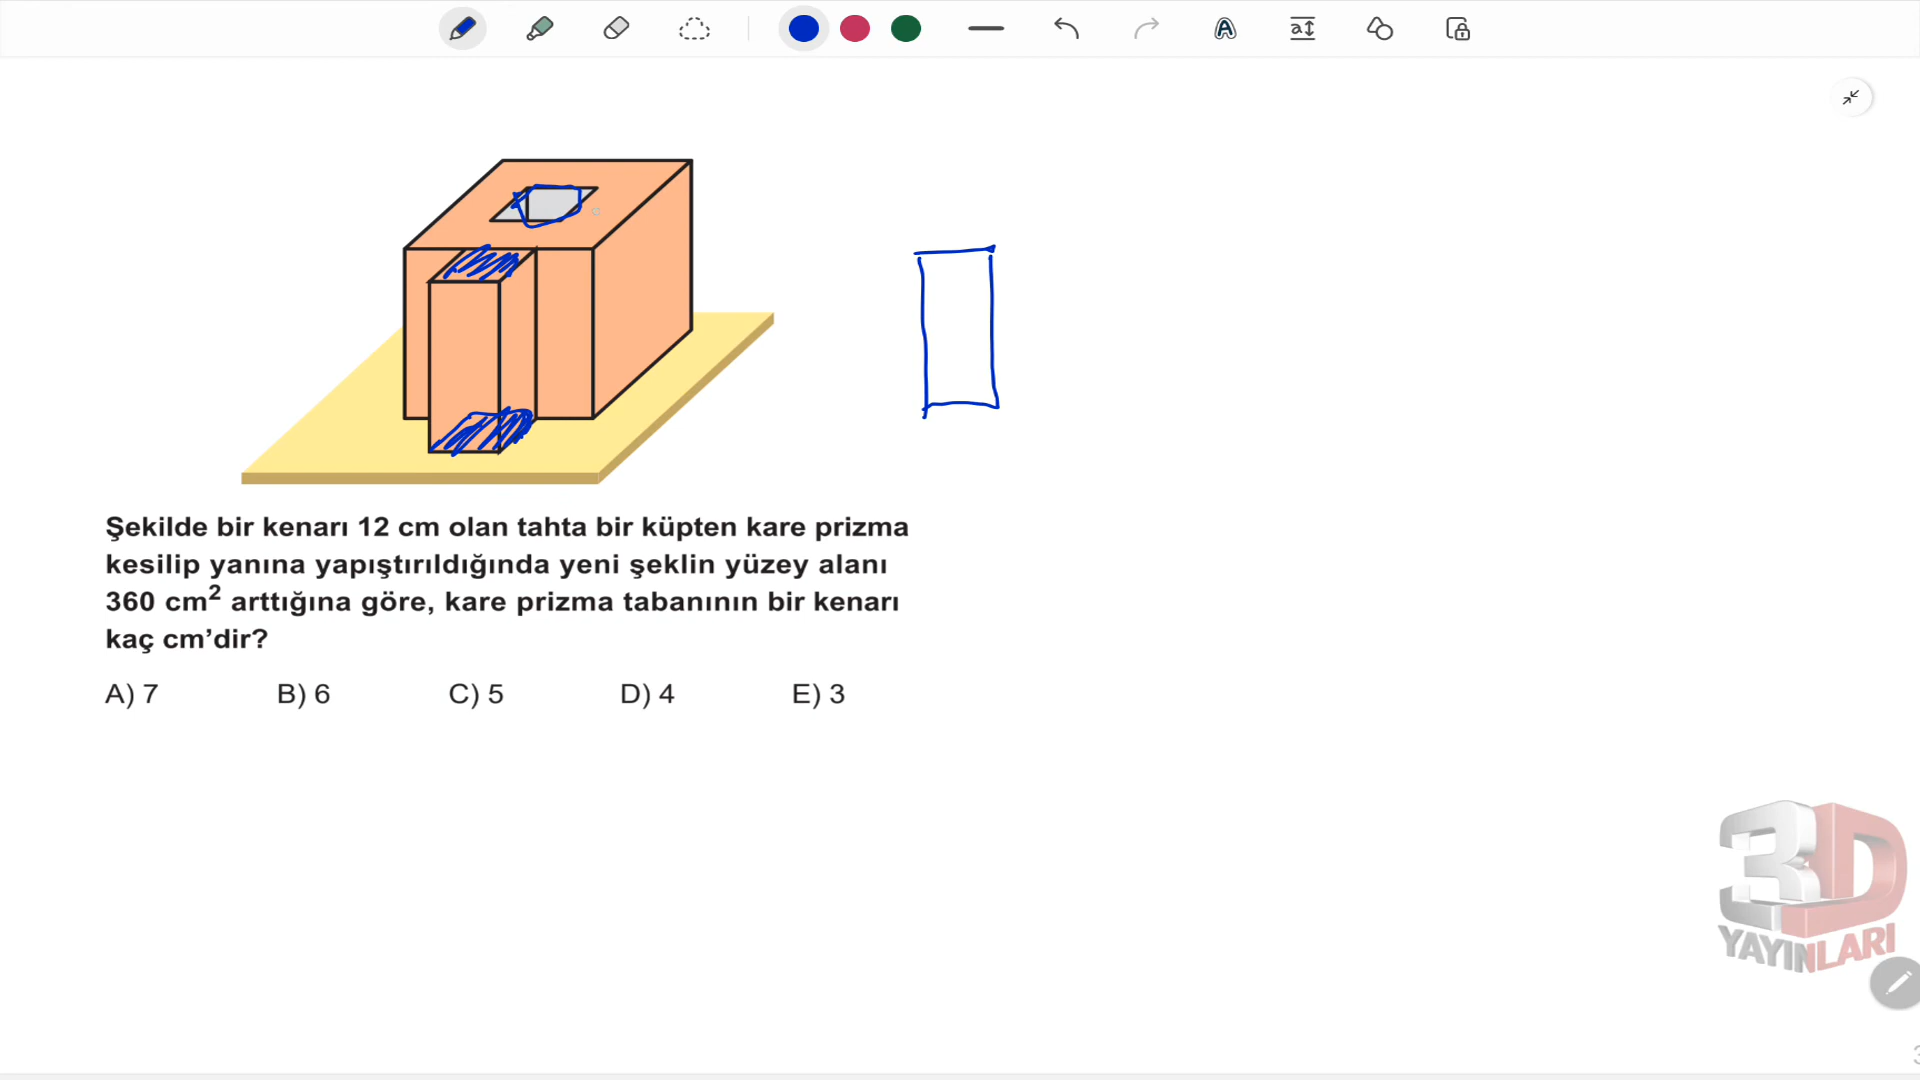 A a
Şekilde bir kenarı 12 cm olan tahta bir küpten kare prizma
kesilip yanına yapıştırıldığında yeni şeklin yüzey alanı
360 cm² arttığına göre, kare prizma tabanının bir kenarı
kaç cm’dir?
A) 7 B) 6 C) 5 D) 4 E) 3
3D
YAYINLARI